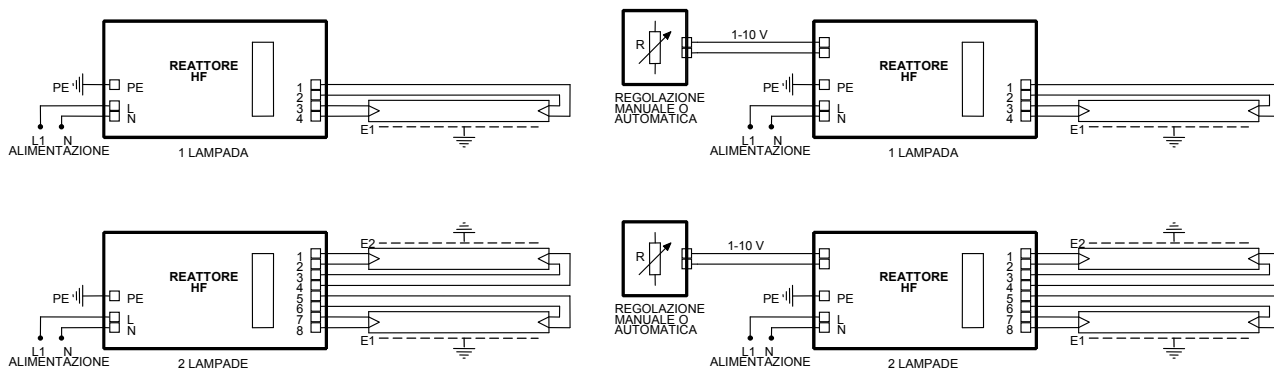 REATTORE
HF
PE
PE
L
N
1
2
3
4
L1 N
ALIMENTAZIONE
E1
1 LAMPADA
R
1-10 V
REGOLAZIONE
MANUALE O
AUTOMATICA
REATTORE
HF
PE
PE
L
N
1
2
3
4
L1 N
ALIMENTAZIONE
E1
1 LAMPADA
REATTORE
HF
PE
PE
L
N
1
2
3
4
5
6
7
8
E2
E1
L1 N
ALIMENTAZIONE
2 LAMPADE
R
1-10 V
REGOLAZIONE
MANUALE O
AUTOMATICA
REATTORE
HF
PE
PE
L
N
1
2
3
4
5
6
7
8
E2
E1
L1 N
ALIMENTAZIONE
2 LAMPADE